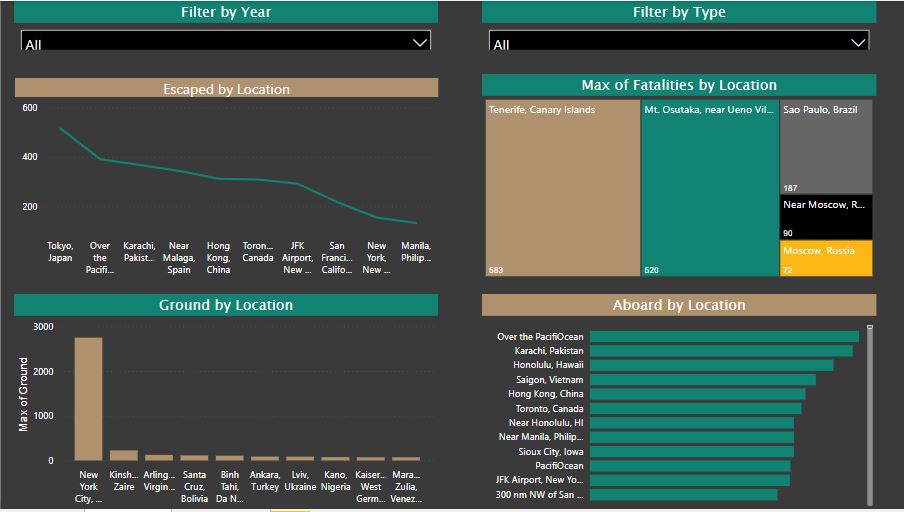 Filter by Year
Filter by Type
All
All
Escaped by Location
600
400
200
Tokyo,
Japan
Over
the
Pacifi...
Karachi,
Pakist...
Near
Malaga,
Spain
Hong
Kong,
China
Toron...
Canada
JFK
Airport,
New ...
San
Franci...
Califo...
New
York,
New ...
Manila,
Philip...
Max of Fatalities by Location
Tenerife, Canary Islands
583
Mt. Osutaka, near Ueno Vil...
520
Sao Paulo, Brazil
187
Near Moscow, R...
90
Moscow, Russia
72
Ground by Location
Max of Ground
3000
2000
1000
0
New
York
City, ...
Kinsh...
Zaire
Arling...
Virgin...
Santa
Cruz,
Bolivia
Binh
Tahi,
Da N...
Ankara,
Turkey
Lviv,
Ukraine
Kano,
Nigeria
Kaiser...
West
Germ...
Mara...
Zulia,
Venez...
Aboard by Location
Over the PacifiOcean
Karachi, Pakistan
Honolulu, Hawaii
Saigon, Vietnam
Hong Kong, China
Toronto, Canada
Near Honolulu, HI
Near Manila, Philip...
Sioux City, Iowa
PacifiOcean
JFK Airport, New Yo...
300 nm NW of San ...